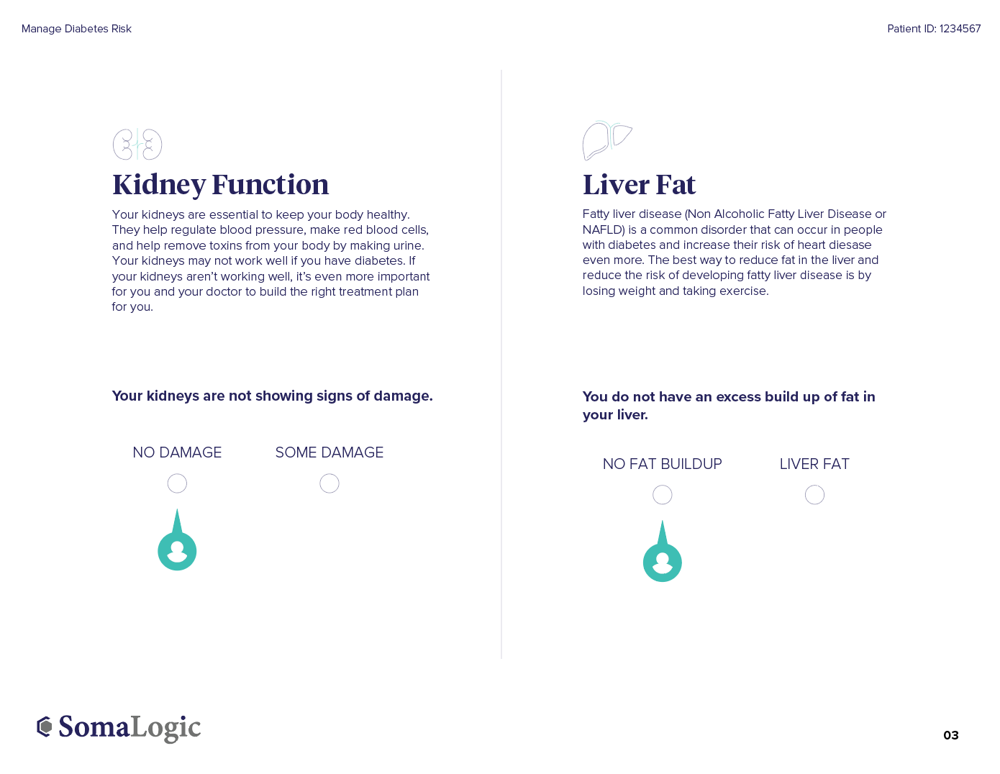 Manage Diabetes Risk
Patient ID: 1234567
Kidney Function
Your kidneys are essential to keep your body healthy.
They help regulate blood pressure, make red blood cells,
and help remove toxins from your body by making urine.
Your kidneys may not work well if you have diabetes. If
your kidneys aren’t working well, it’s even more important
for you and your doctor to build the right treatment plan
for you.
Your kidneys are not showing signs of damage.
NO DAMAGE
SOME DAMAGE
Liver Fat
Fatty liver disease (Non Alcoholic Fatty Liver Disease or
NAFLD) is a common disorder that can occur in people
with diabetes and increase their risk of heart diesase
even more. The best way to reduce fat in the liver and
reduce the risk of developing fatty liver disease is by
losing weight and taking exercise.
You do not have an excess build up of fat in
your liver.
NO FAT BUILDUP
LIVER FAT
SomaLogic
03